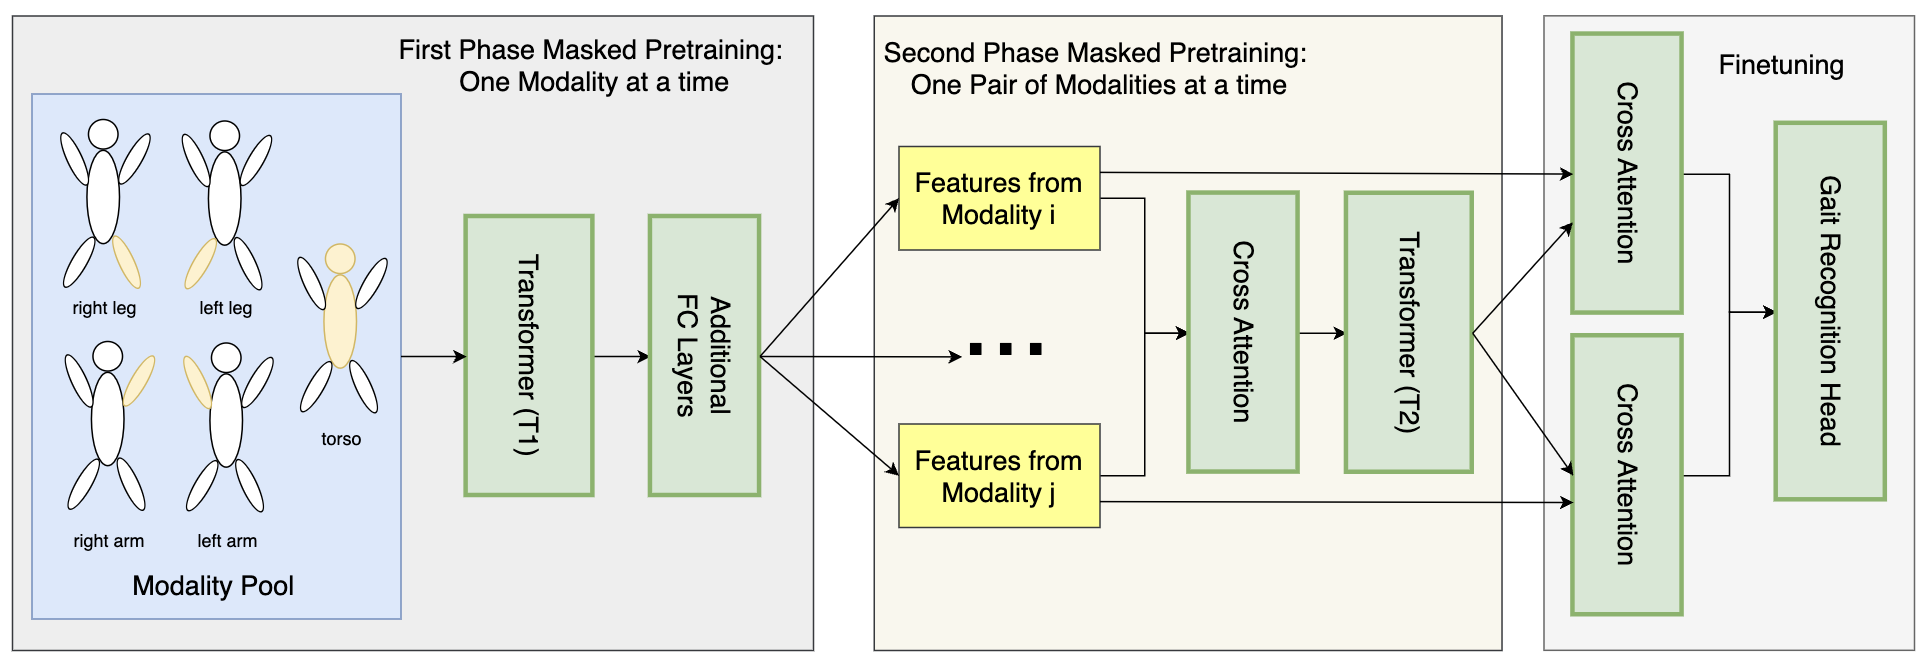 First Phase Masked Pretraining:
One Modality at a time
right leg
left leg
torso
right arm
left arm
Modality Pool
Transformer (T1)
Additional
FC Layers
Second Phase Masked Pretraining:
One Pair of Modalities at a time
Features from
Modality i
Features from
Modality j
Cross Attention
Transformer (T2)
Finetuning
Cross Attention
Cross Attention
Gait Recognition Head